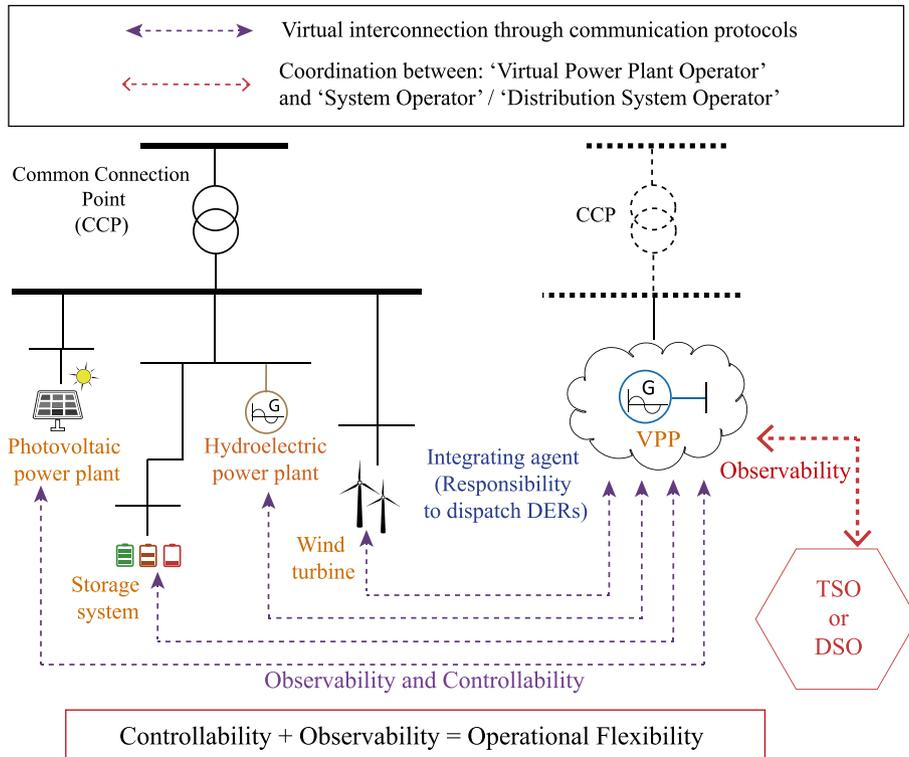 Virtual interconnection through communication protocols
Coordination between: ‘Virtual Power Plant Operator’
and ‘System Operator’ / ‘Distribution System Operator’
Common Connection
Point
(CCP)
CCP
G
Photovoltaic
power plant
Hydroelectric
power plant
G
VPP
Integrating agent
(Responsibility
to dispatch DERs)
Observability
Wind
turbine
Storage
system
TSO
or
DSO
Observability and Controllability
Controllability + Observability = Operational Flexibility